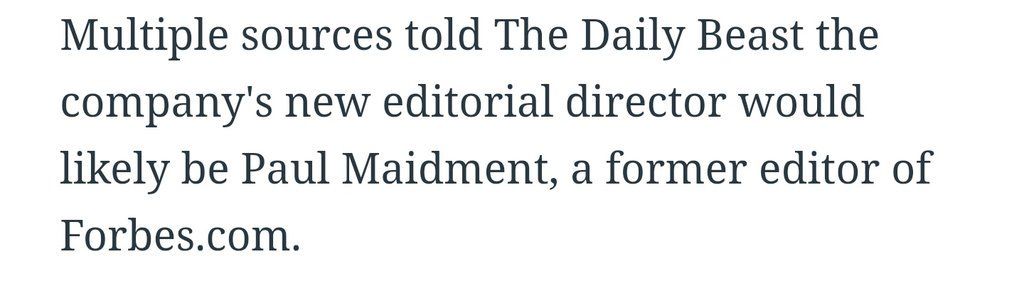 Multiple sources told The Daily Beast the
company's new editorial director would
likely be Paul Maidment, a former editor of
Forbes.com.